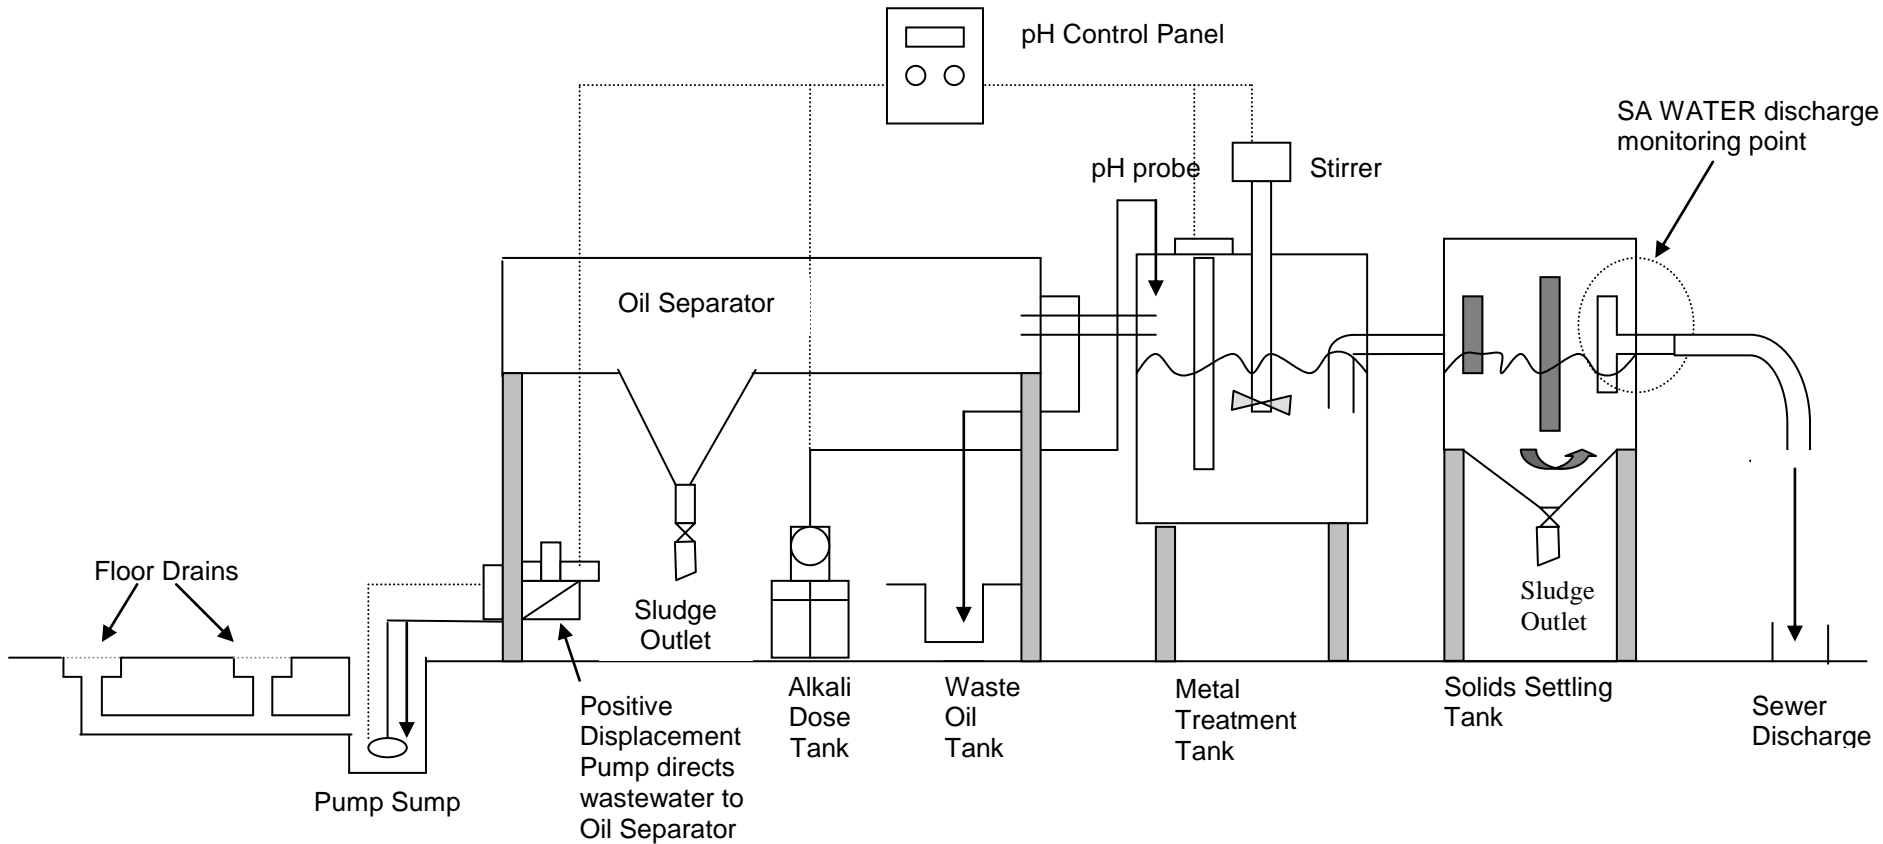 pH Control Panel
SA WATER discharge
monitoring point
pH probe
Stirrer
Oil Separator
Floor Drains
Sludge
Outlet
Sludge
Outlet
Pump Sump
Positive
Displacement
Pump directs
wastewater to
Oil Separator
Alkali
Dose
Tank
Waste
Oil
Tank
Metal
Treatment
Tank
Solids Settling
Tank
Sewer
Discharge